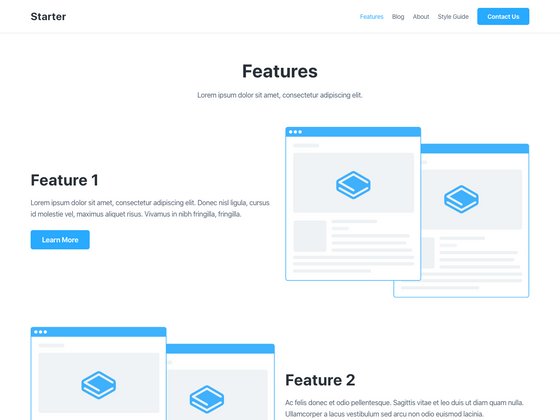 Starter
Features
Blog
About
Style Guide
Contact Us
Features
Lorem ipsum dolor sit amet, consectetur adipiscing elit.
Feature 1
Lorem ipsum dolor sit amet, consectetur adipiscing elit. Donec nisl ligula, cursus
id molestie vel, maximus aliquet risus. Vivamus in nibh fringilla, fringilla.
Learn More
Feature 2
Ac felis donec et odio pellentesque. Sagittis vitae et leo duis ut diam quam nulla.
Ullamcorper a lacus vestibulum sed arcu non odio euismod lacinia.